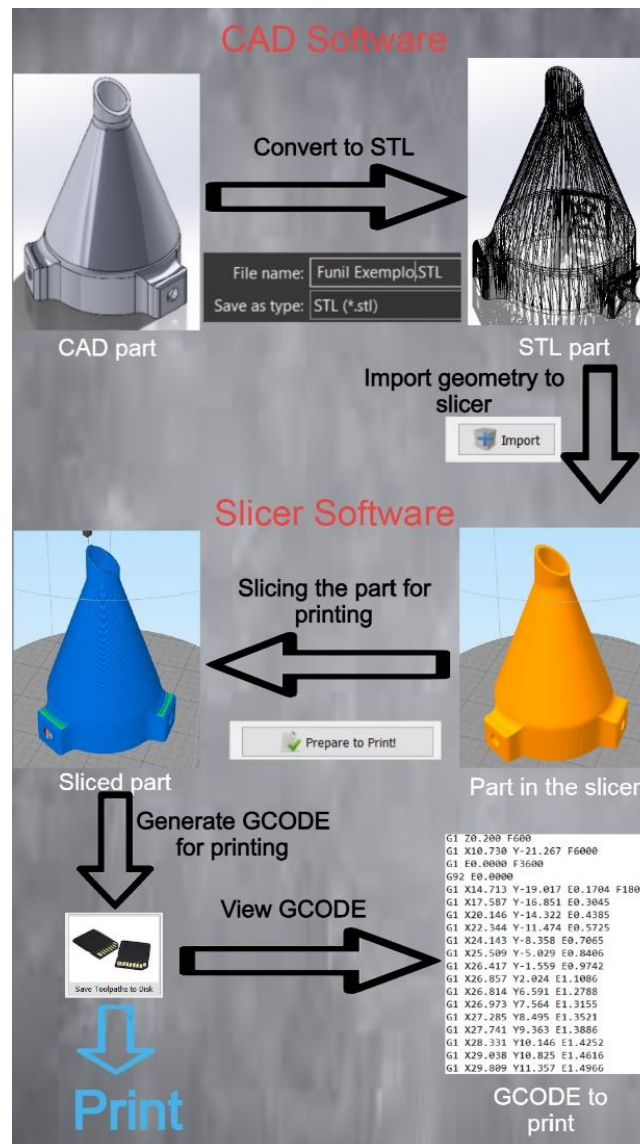 CAD Software
Convert to STL
File name: Funil Exemplo.STL
Save as type: STL (*.stl)
CAD part
STL part
Import geometry to
slicer
Import
Slicer Software
Slicing the part for
printing
Prepare to Print!
Sliced part
Part in the slicer
Generate GCODE
for printing
View GCODE
Save Toolpaths to Disk
Print
G1 Z0.200 F600
G1 X10.730 Y-21.267 F6000
G1 E0.0000 F3600
G92 E0.0000
G1 X14.713 Y-19.017 E0.1704 F180
G1 X17.587 Y-16.851 E0.3045
G1 X20.146 Y-14.322 E0.4385
G1 X22.344 Y-11.474 E0.5725
G1 X24.143 Y-8.358 E0.7065
G1 X25.509 Y-5.029 E0.8406
G1 X26.417 Y-1.559 E0.9742
G1 X26.857 Y2.024 E1.1086
G1 X26.814 Y6.591 E1.2788
G1 X26.973 Y7.564 E1.3155
G1 X27.285 Y8.495 E1.3521
G1 X27.741 Y9.363 E1.3886
G1 X28.331 Y10.146 E1.4252
G1 X29.038 Y10.825 E1.4616
G1 X29.809 Y11.357 E1.4966
GCODE to
print